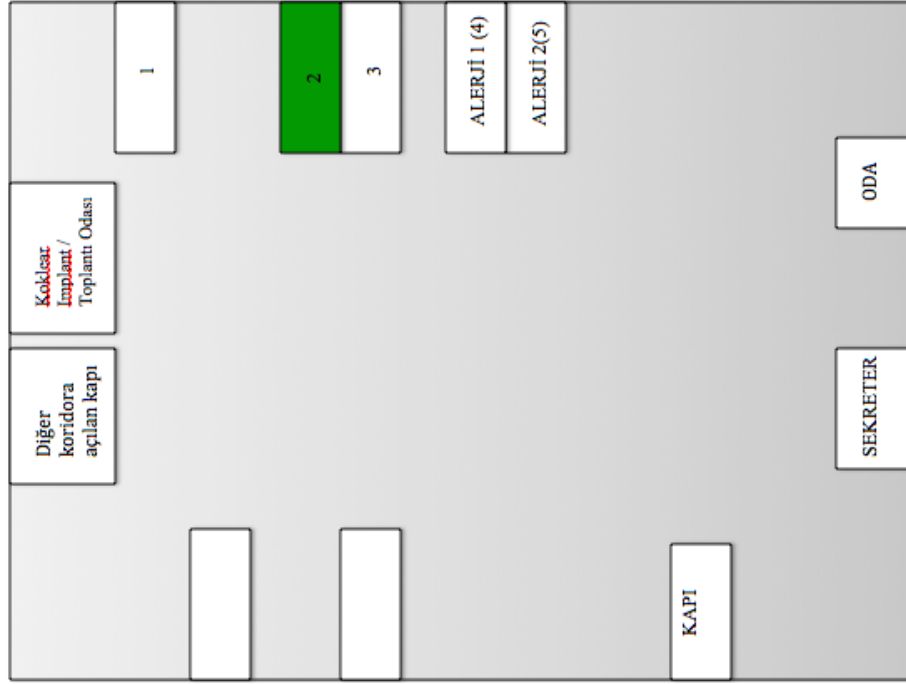 Diğer
koridora
açılan kapı
Koklear
Implant /
Toplantı Odası
1
2
3
ALERJİ 1 (4)
ALERJİ 2(5)
KAPI
SEKRETER
ODA